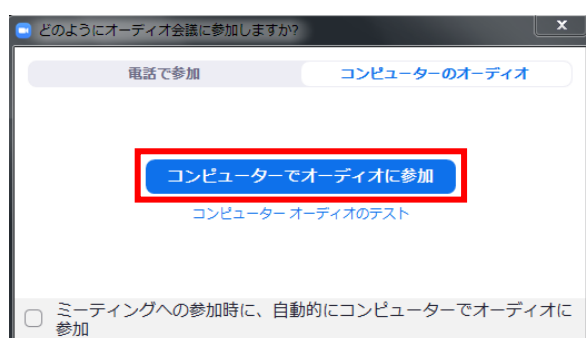 どのようにオーディオ会議に参加しますか?
電話で参加 コンピューターのオーディオ
コンピューターでオーディオに参加
コンピューター オーディオのテスト
ミーティングへの参加時に、自動的にコンピューターでオーディオに
参加